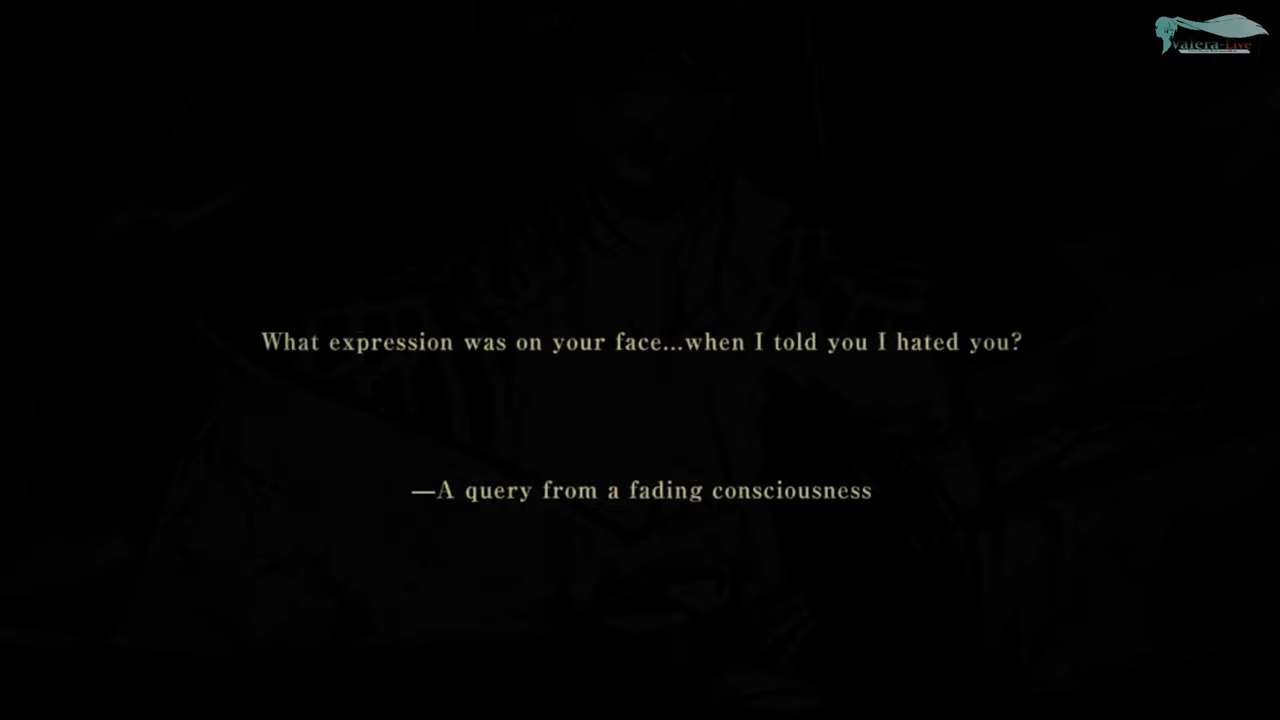 Valera-Live
What expression was on your face...when I told you I hated you?
—A query from a fading consciousness